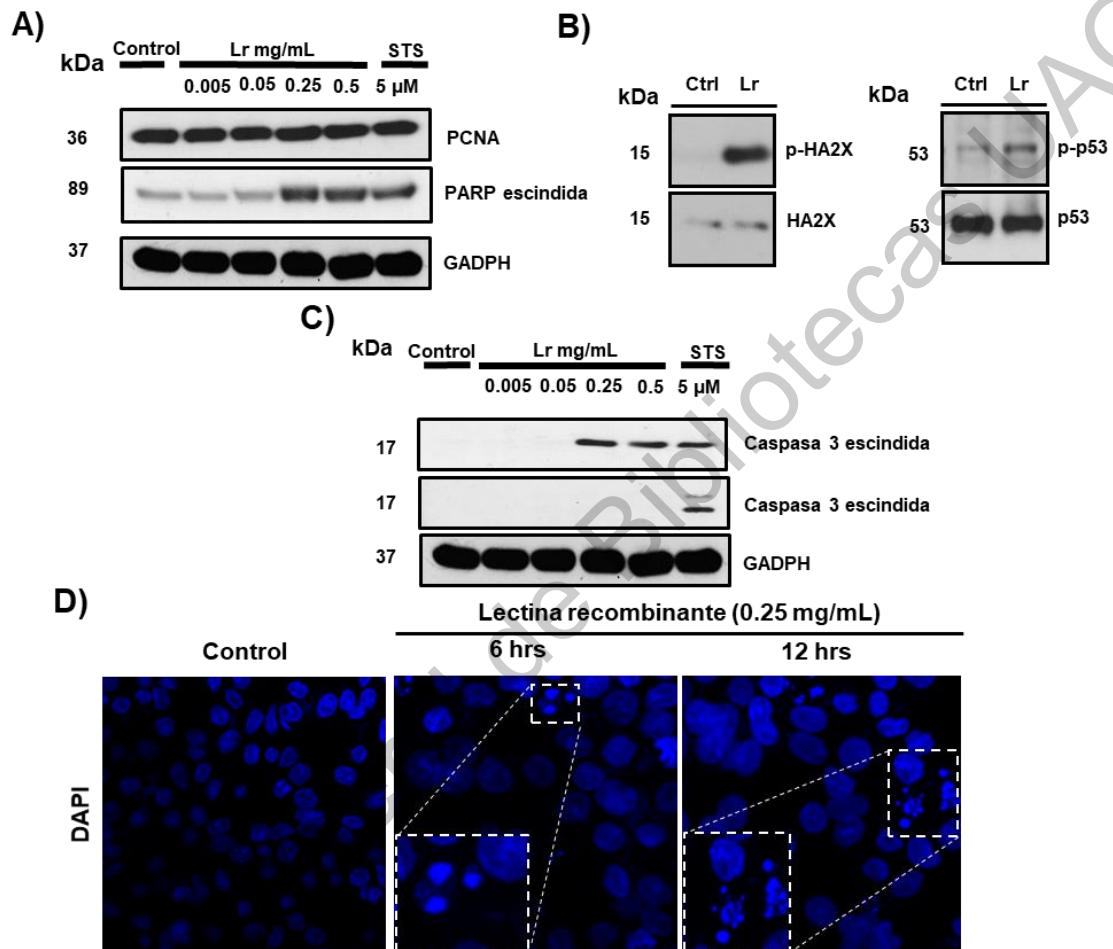 A)
Control Lr mg/mL STS
kDa
0.005 0.05 0.25 0.5 5 µM
36 PCNA
89 PARP escindida
37 GADPH
B)
kDa Ctrl Lr
15 p-HA2X
15 HA2X
kDa Ctrl Lr
53 p-p53
53 p53
C)
kDa Control Lr mg/mL STS
0.005 0.05 0.25 0.5 5 µM
17 Caspasa 3 escindida
17 Caspasa 3 escindida
37 GADPH
D)
Lectina recombinante (0.25 mg/mL)
Control 6 hrs 12 hrs
DAPI
de Bibliotecas UAQ